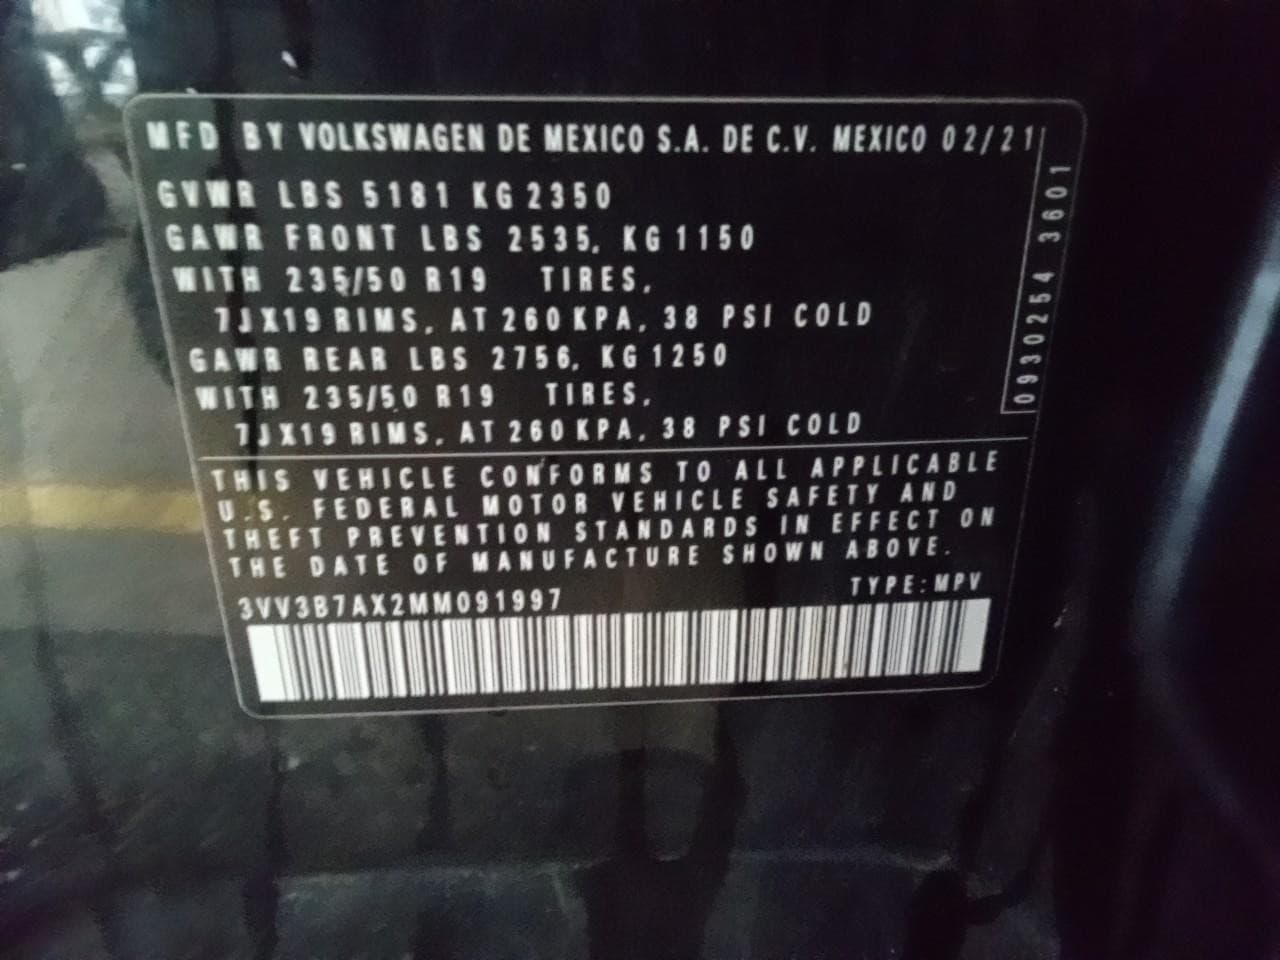 MFD BY VOLKSWAGEN DE MEXICO S.A. DE C.V. MEXICO 02/21
GVWR LBS 5181 KG 2350
GAWR FRONT LBS 2535, KG 1150
WITH 235/50 R19 TIRES,
7JX19 RIMS, AT 260 KPA, 38 PSI COLD
GAWR REAR LBS 2756, KG 1250
WITH 235/50 R19 TIRES,
7JX19 RIMS, AT 260 KPA, 38 PSI COLD
0930254 3601
THIS VEHICLE CONFORMS TO ALL APPLICABLE
U.S. FEDERAL MOTOR VEHICLE SAFETY AND
THEFT PREVENTION STANDARDS IN EFFECT ON
THE DATE OF MANUFACTURE SHOWN ABOVE.
3VV3B7AX2MM091997 TYPE: MPV